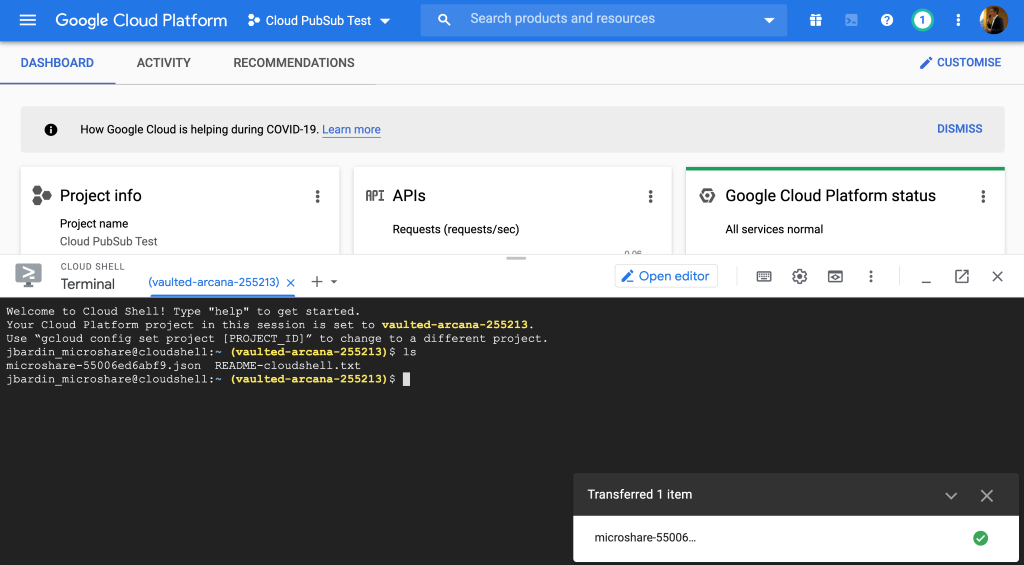 Google Cloud Platform
Cloud PubSub Test
Search products and resources
1
DASHBOARD
ACTIVITY
RECOMMENDATIONS
CUSTOMISE
How Google Cloud is helping during COVID-19. Learn more
DISMISS
Project info
Project name
Cloud PubSub Test
API APIs
Requests (requests/sec)
Google Cloud Platform status
All services normal
CLOUD SHELL
Terminal
(vaulted-arcana-255213)
Open editor
Welcome to Cloud Shell! Type "help" to get started.
Your Cloud Platform project in this session is set to vaulted-arcana-255213.
Use “gcloud config set project [PROJECT_ID]” to change to a different project.
jbardin_microshare@cloudshell:~ (vaulted-arcana-255213)$ ls
microshare-55006ed6abf9.json README-cloudshell.txt
jbardin_microshare@cloudshell:~ (vaulted-arcana-255213)$
Transferred 1 item
microshare-55006...